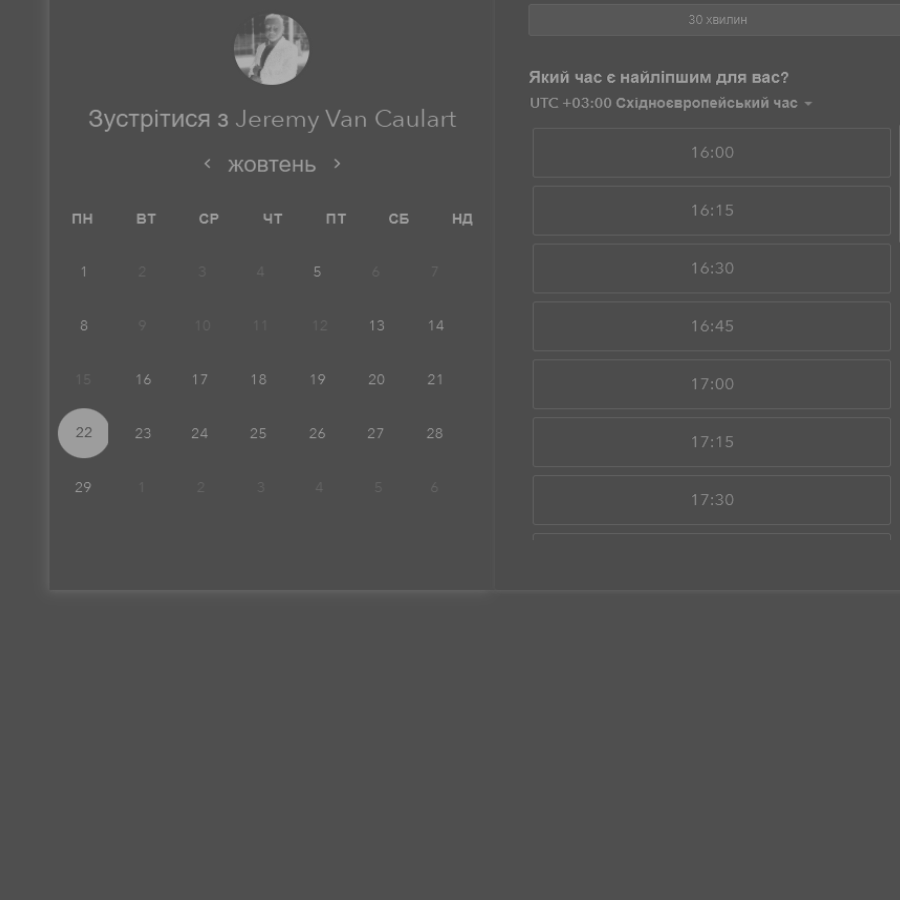 Зустрітися з Jeremy Van Caulart
жовтень
ПН ВТ СР ЧТ ПТ СБ НД
1 2 3 4 5 6 7
8 9 10 11 12 13 14
15 16 17 18 19 20 21
22 23 24 25 26 27 28
29 1 2 3 4 5 6
30 хвилин
Який час є найліпшим для вас?
UTC +03:00 Східноєвропейський час
16:00
16:15
16:30
16:45
17:00
17:15
17:30